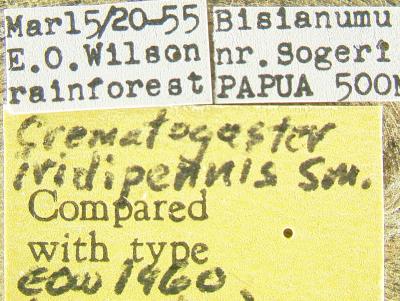 Mar15/20-55
E.O.Wilson
rainforest
Bisianumu
nr. Sogeri
PAPUA 500M
Crematogaster
iridipennis Sm.
Compared
with type
EOW 1960